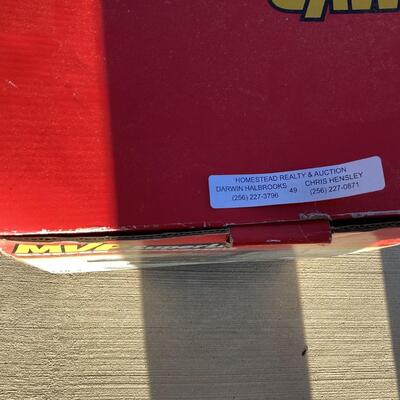 HOMESTEAD REALTY & AUCTION
DARWIN HALBROOKS 49 CHRIS HENSLEY
(256) 227-3796 (256) 227-0871